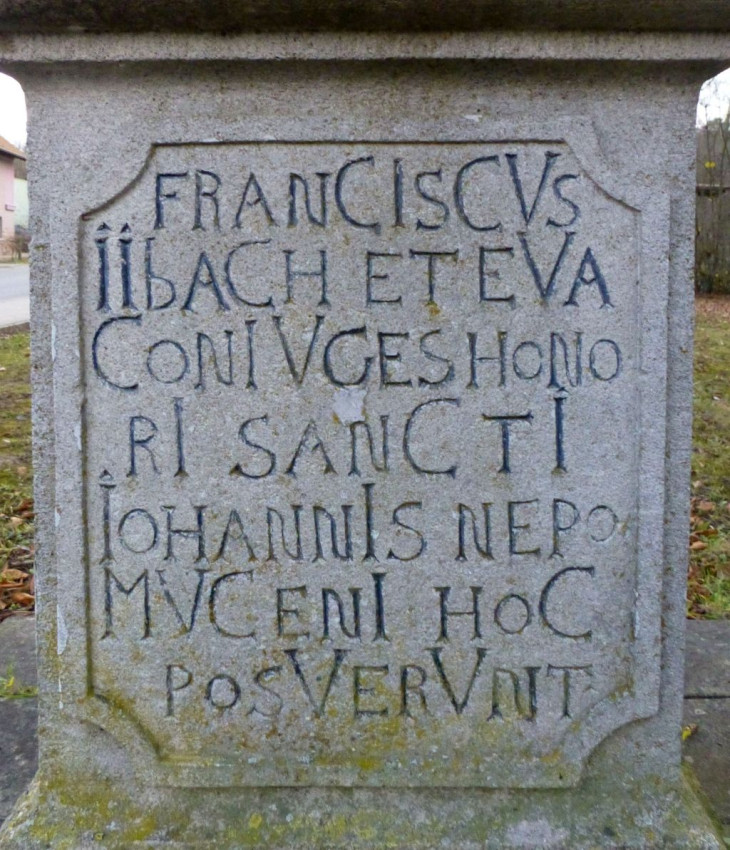 FRANCISCVS
IIbACH ET EVA
CONIVGES HONO
RI SANCTI
IOHANNIS NEPO
MVCENI HOC
POSVERVNT